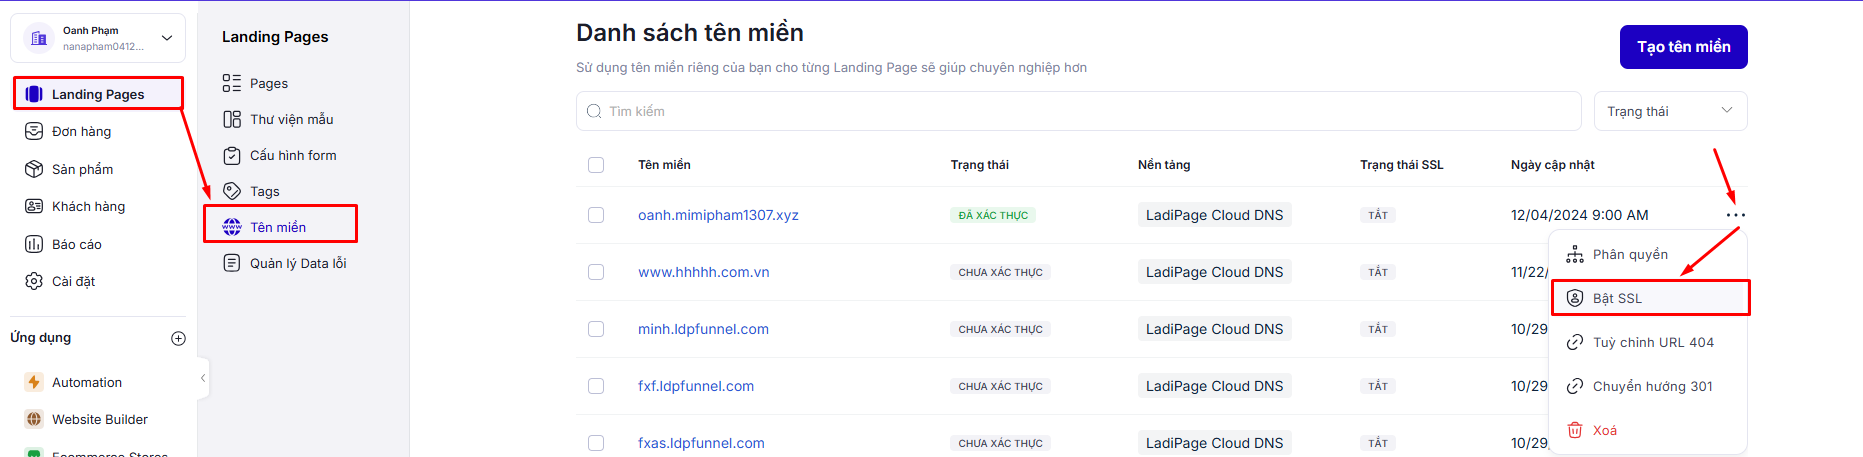 Oanh Phạm
nanapham0412...
Landing Pages
Đơn hàng
Sản phẩm
Khách hàng
Báo cáo
Cài đặt
Ứng dụng
Automation
Website Builder
Ecommerce Stores
Landing Pages
Pages
Thư viện mẫu
Cấu hình form
Tags
Tên miền
Quản lý Data lỗi
Danh sách tên miền
Sử dụng tên miền riêng của bạn cho từng Landing Page sẽ giúp chuyên nghiệp hơn
Tạo tên miền
Tìm kiếm
Trạng thái
Tên miền Trạng thái Nền tảng Trạng thái SSL Ngày cập nhật
oanh.mimipham1307.xyz ĐÃ XÁC THỰC LadiPage Cloud DNS TẮT 12/04/2024 9:00 AM
www.hhhhh.com.vn CHƯA XÁC THỰC LadiPage Cloud DNS TẮT 11/22/
minh.ldpfunnel.com CHƯA XÁC THỰC LadiPage Cloud DNS TẮT 10/29
fxf.ldpfunnel.com CHƯA XÁC THỰC LadiPage Cloud DNS TẮT 10/29
fxas.ldpfunnel.com CHƯA XÁC THỰC LadiPage Cloud DNS TẮT 10/29
Phân quyền
Bật SSL
Tuỳ chỉnh URL 404
Chuyển hướng 301
Xoá